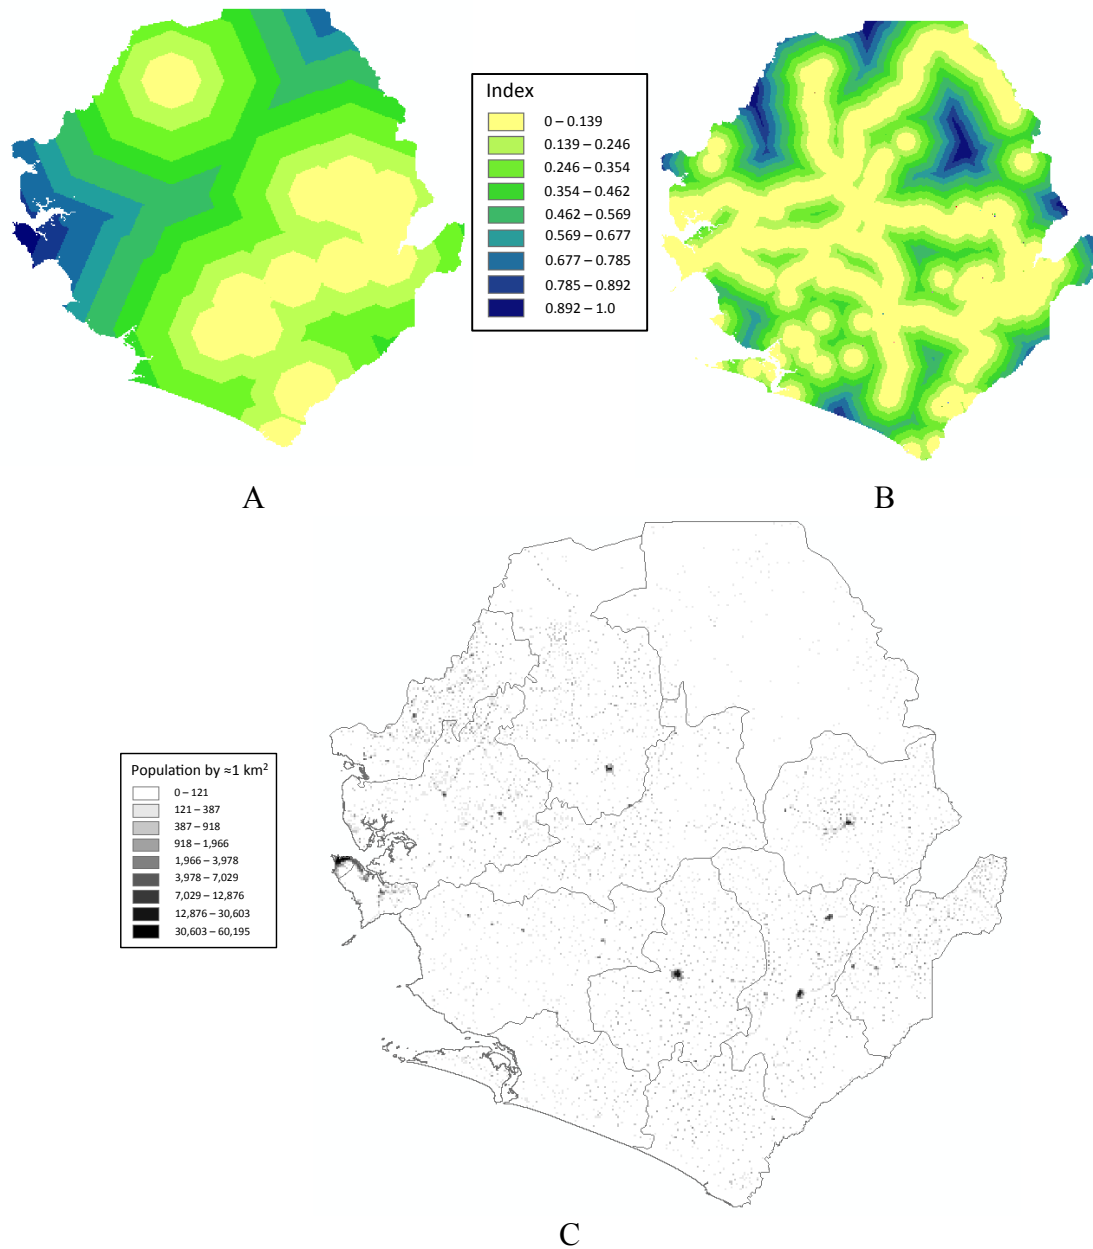 Index
0 – 0.139
0.139 – 0.246
0.246 – 0.354
0.354 – 0.462
0.462 – 0.569
0.569 – 0.677
0.677 – 0.785
0.785 – 0.892
0.892 – 1.0
A
B
Population by ≈1 km²
0 – 121
121 – 387
387 – 918
918 – 1,966
1,966 – 3,978
3,978 – 7,029
7,029 – 12,876
12,876 – 30,603
30,603 – 60,195
C